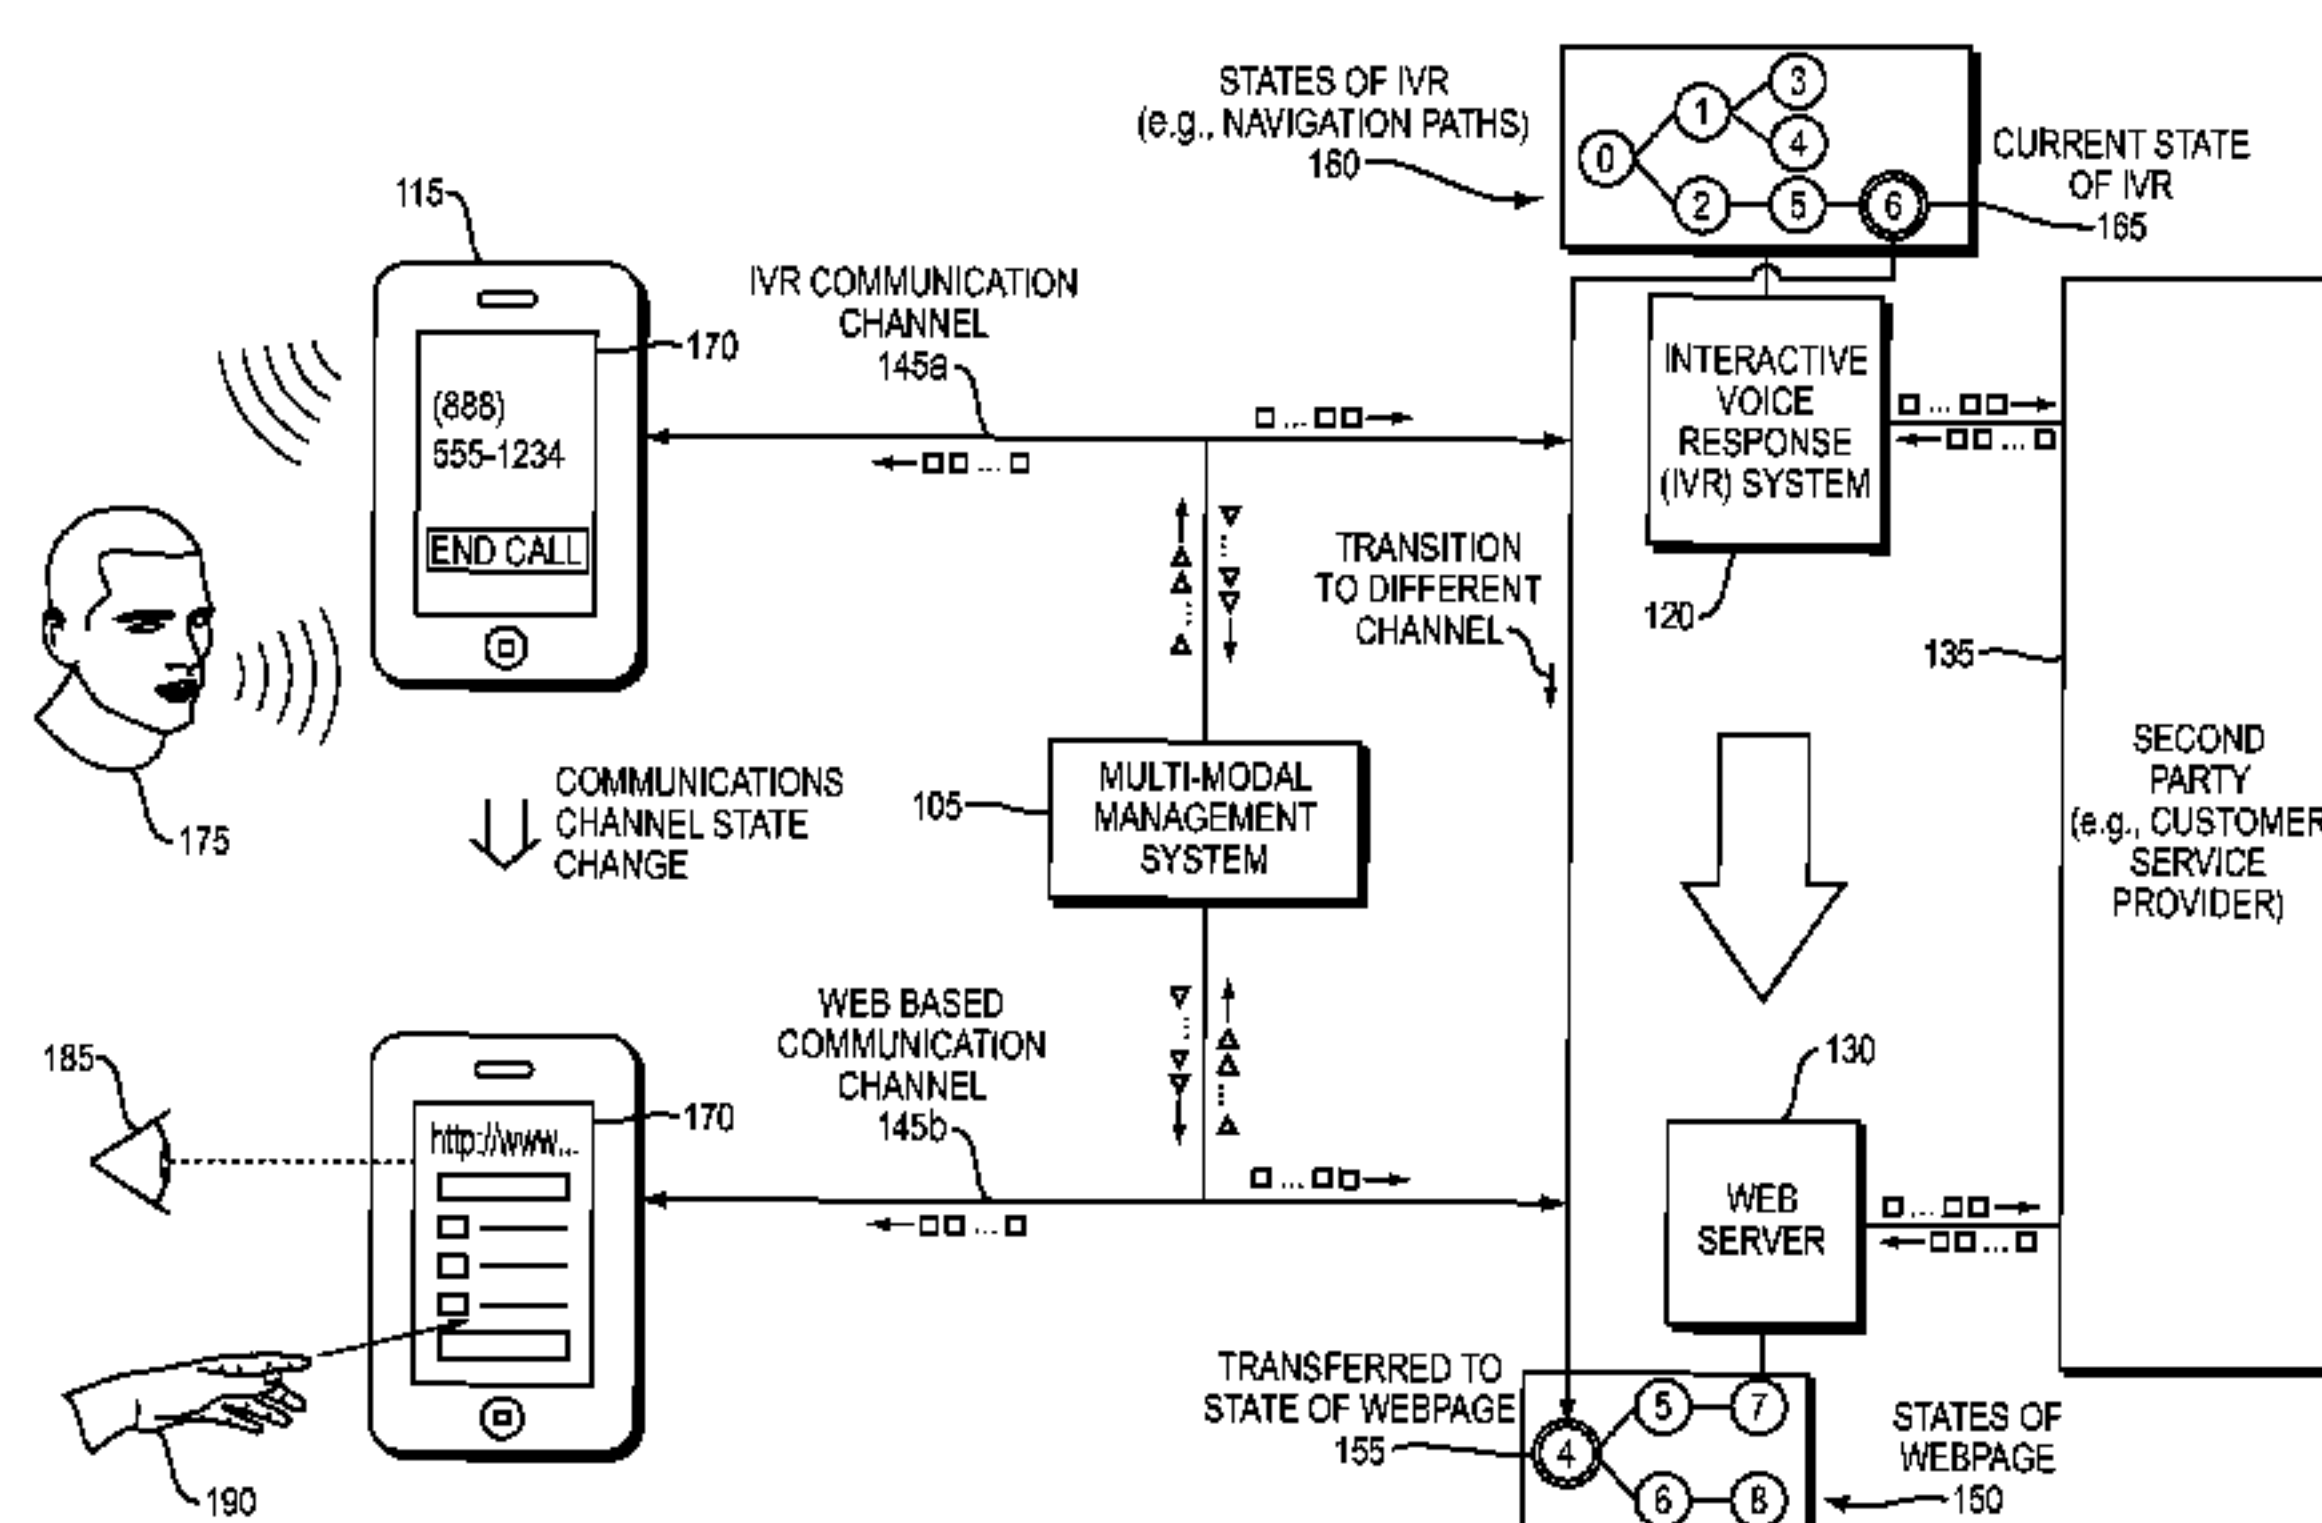 STATES OF IVR
(e.g., NAVIGATION PATHS)
160
0
1
2
3
4
5
6
CURRENT STATE
OF IVR
165
115
IVR COMMUNICATION
CHANNEL
145a
170
(888)
555-1234
END CALL
INTERACTIVE
VOICE
RESPONSE
(IVR) SYSTEM
120
TRANSITION
TO DIFFERENT
CHANNEL
135
175
COMMUNICATIONS
CHANNEL STATE
CHANGE
105
MULTI-MODAL
MANAGEMENT
SYSTEM
SECOND
PARTY
(e.g., CUSTOMER
SERVICE
PROVIDER)
185
WEB BASED
COMMUNICATION
CHANNEL
145b
170
http://www...
130
WEB
SERVER
190
TRANSFERRED TO
STATE OF WEBPAGE
155
4
5
7
6
8
STATES OF
WEBPAGE
150